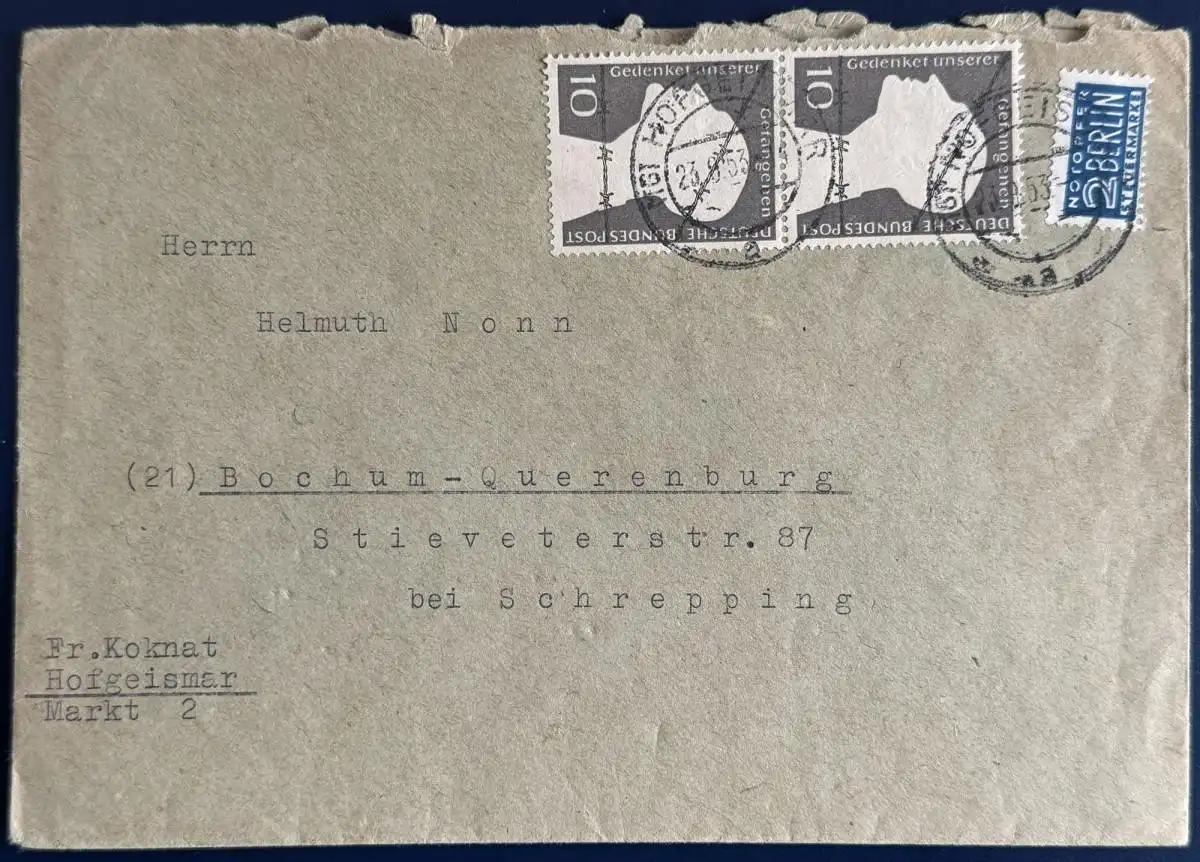 10
Gedenket unserer
Gefangenen
DEUTSCHE BUNDESPOST
10
Gedenket unserer
Gefangenen
DEUTSCHE BUNDESPOST
NOTOPFER
2 BERLIN
STEUERMARKE
Herrn
Helmuth Nonn
(21) Bochum-Querenburg
Stieveterstr. 87
bei Schrepping
Fr.Koknat
Hofgeismar
Markt 2